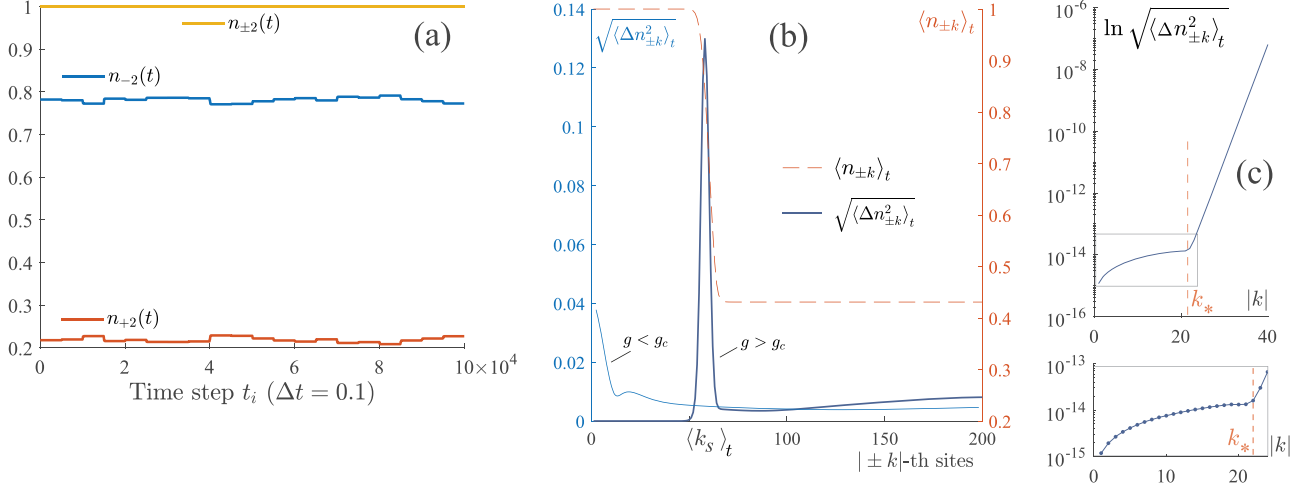 1
0.9
0.8
0.7
0.6
0.5
0.4
0.3
0.2
n±2(t)
(a)
n−2(t)
n+2(t)
0 2 4 6 8 10×10⁴
Time step tᵢ (Δt = 0.1)
0.14
0.12
0.1
0.08
0.06
0.04
0.02
0
√⟨Δn²±k⟩t
(b)
⟨n±k⟩t
1
0.9
0.8
0.7
0.6
0.5
0.4
0.3
0.2
⟨n±k⟩t
√⟨Δn²±k⟩t
g < gc
g > gc
0 ⟨ks⟩t 100 150 200
| ± k|-th sites
10⁻⁴
10⁻⁶
10⁻⁸
10⁻¹⁰
10⁻¹²
10⁻¹⁴
10⁻¹⁶
ln √⟨Δn²±k⟩t
(c)
k* |k|
0 20 40
10⁻¹³
10⁻¹⁴
10⁻¹⁵
k* |k|
0 10 20